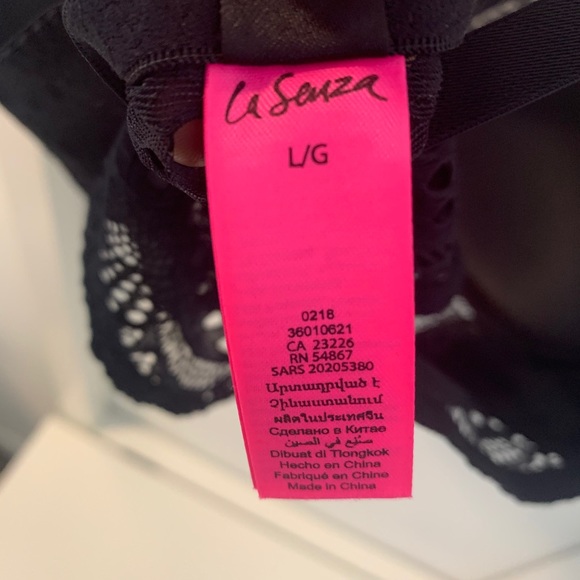 La Senza
L/G
0218
36010621
CA 23226
RN 54867
SARS 20205380
Արտադրված է
Չինաստանում
ผลิตในประเทศจีน
Сделано в Китае
صنع في الصين
Dibuat di Tiongkok
Hecho en China
Fabriqué en Chine
Made in China